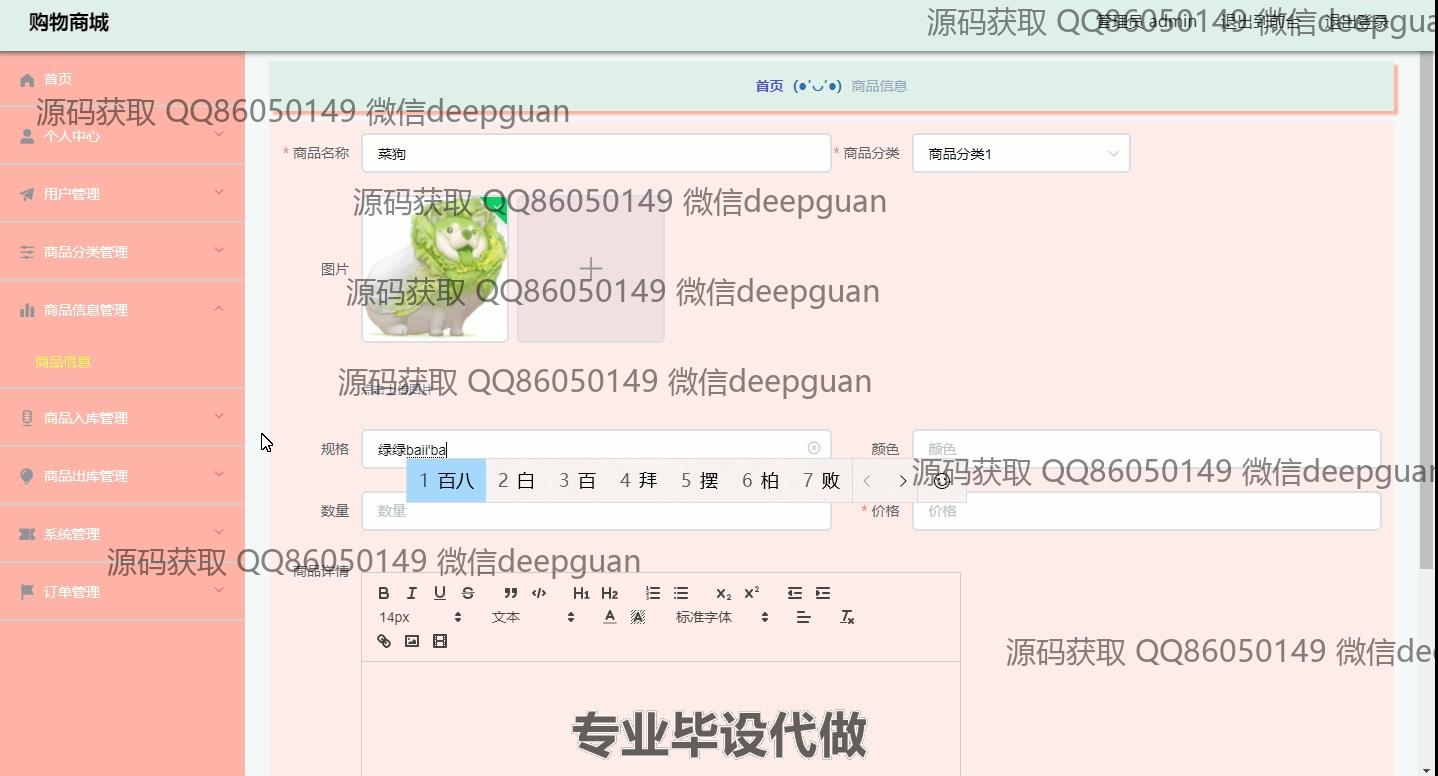 购物商城
管理员 admin 退出到前台 退出登录
源码获取 QQ86050149 微信deepgua
首页
首页 (●'◡'●) 商品信息
源码获取 QQ86050149 微信deepguan
个人中心
* 商品名称 菜狗 * 商品分类 商品分类1
用户管理
源码获取 QQ86050149 微信deepguan
商品分类管理
图片
源码获取 QQ86050149 微信deepguan
商品信息管理
商品信息
源码获取 QQ86050149 微信deepguan
点击上传图片
商品入库管理
规格 绿绿baii'ba 颜色 颜色
商品出库管理
1 百八 2 白 3 百 4 拜 5 摆 6 柏 7 败
源码获取 QQ86050149 微信deepguan
数量 数量 * 价格 价格
系统管理
源码获取 QQ86050149 微信deepguan
商品详情
订单管理
B I U S H1 H2 X₂ X²
14px 文本 A A 标准字体
源码获取 QQ86050149 微信de
专业毕设代做